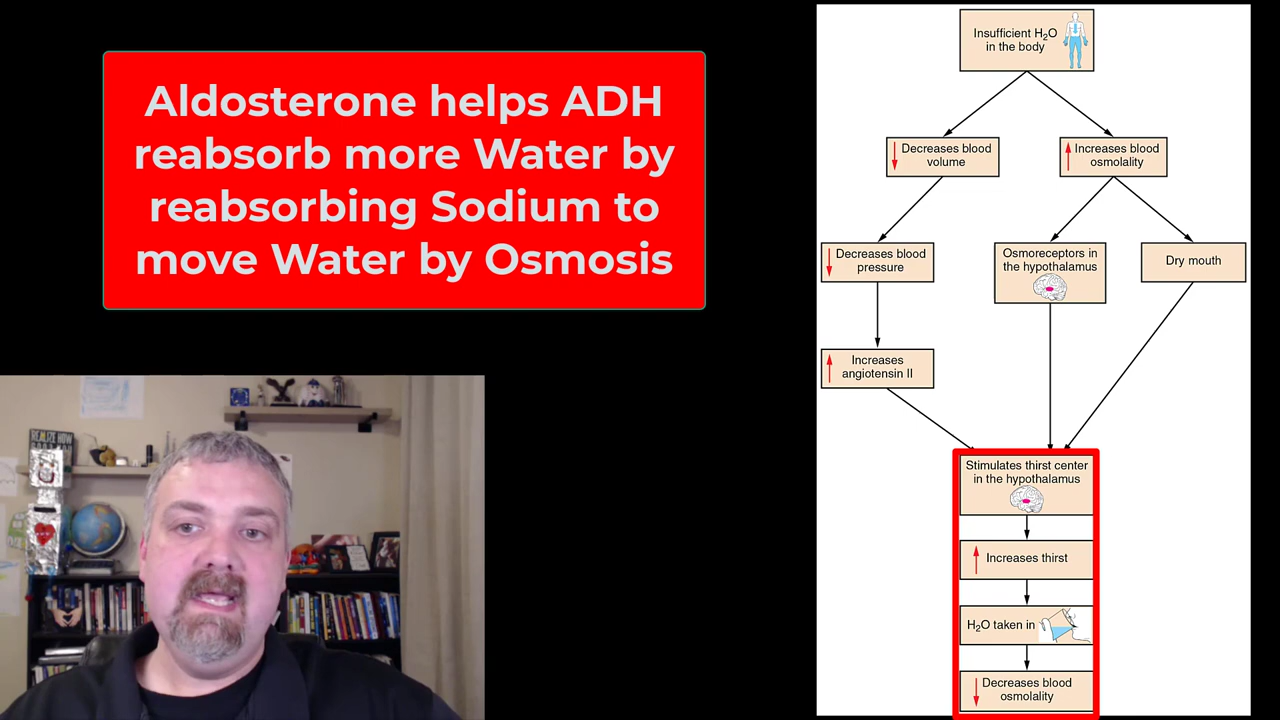 Aldosterone helps ADH
reabsorb more Water by
reabsorbing Sodium to
move Water by Osmosis
Insufficient H₂O
in the body
Decreases blood
volume
Increases blood
osmolality
Decreases blood
pressure
Osmoreceptors in
the hypothalamus
Dry mouth
Increases
angiotensin II
Stimulates thirst center
in the hypothalamus
Increases thirst
H₂O taken in
Decreases blood
osmolality
REALIZE HOW